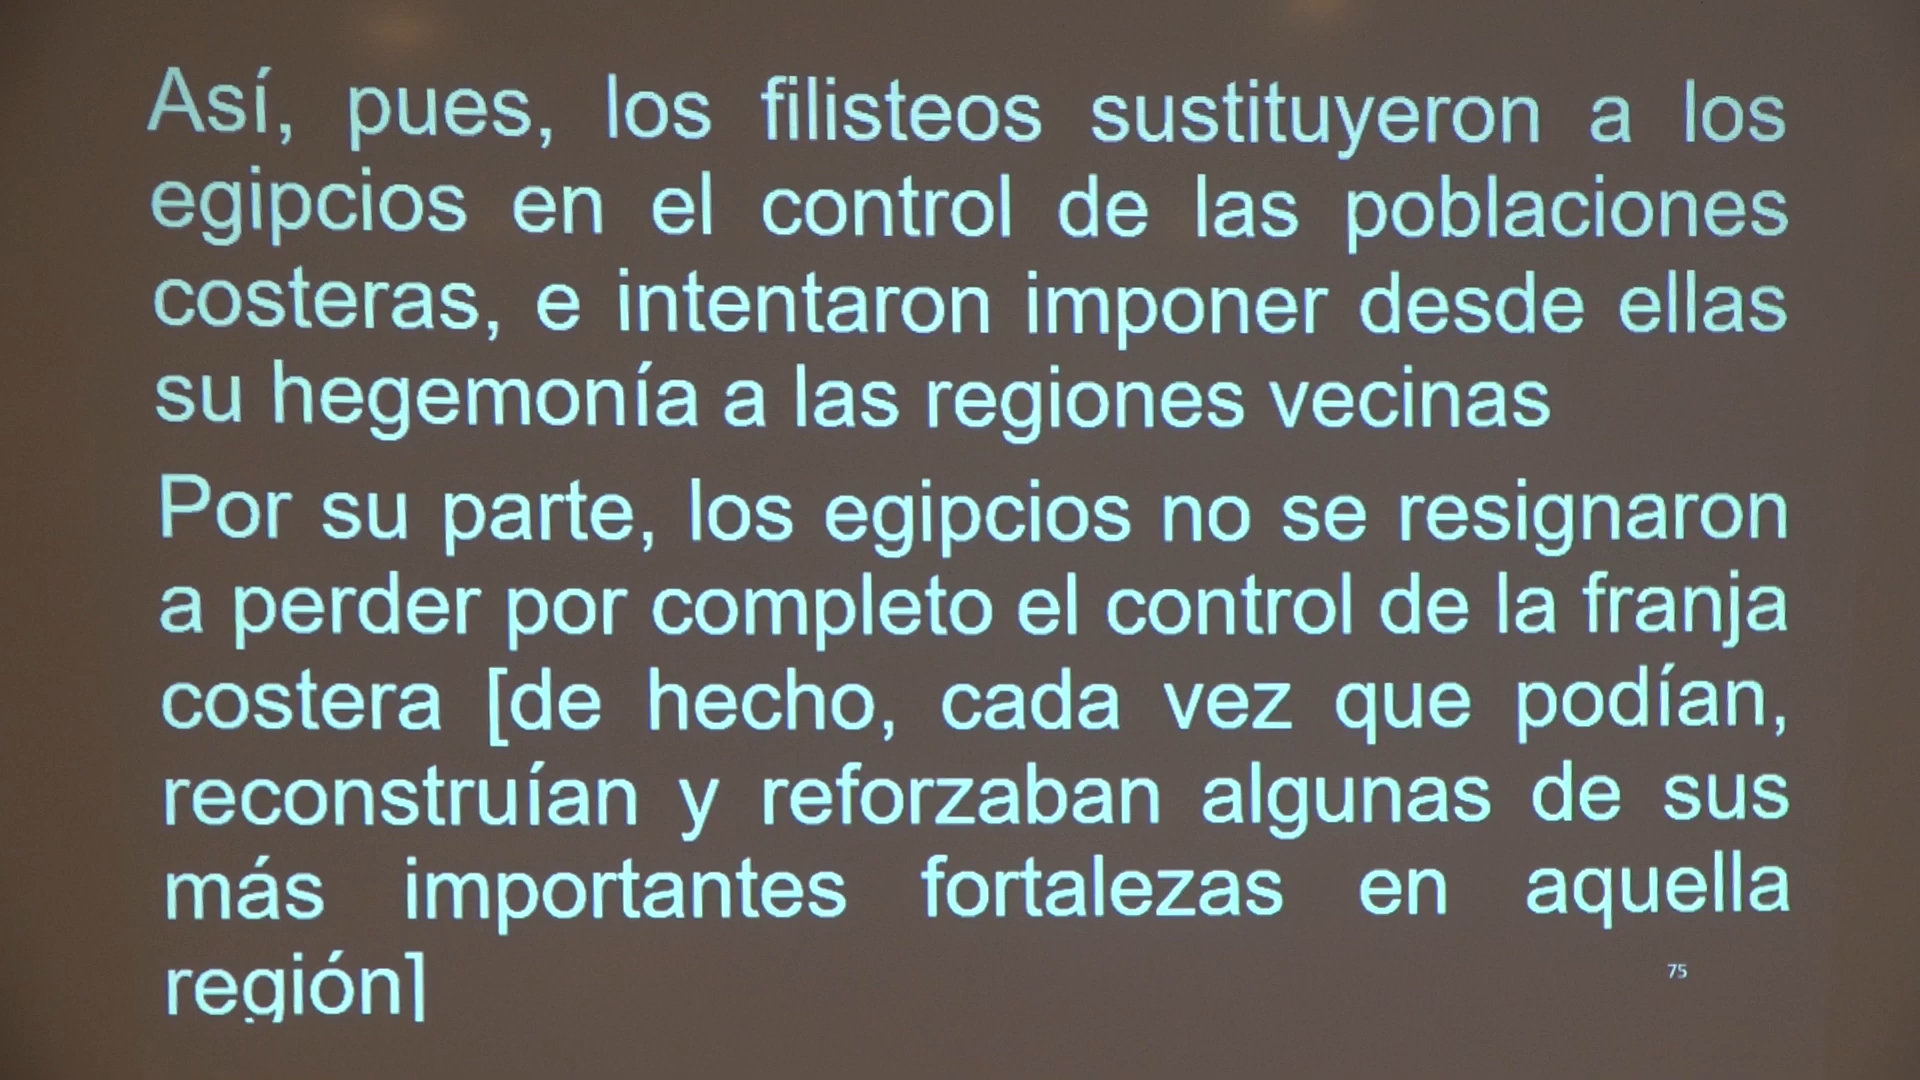 Así, pues, los filisteos sustituyeron a los
egipcios en el control de las poblaciones
costeras, e intentaron imponer desde ellas
su hegemonía a las regiones vecinas
Por su parte, los egipcios no se resignaron
a perder por completo el control de la franja
costera [de hecho, cada vez que podían,
reconstruían y reforzaban algunas de sus
más importantes fortalezas en aquella
región]
75